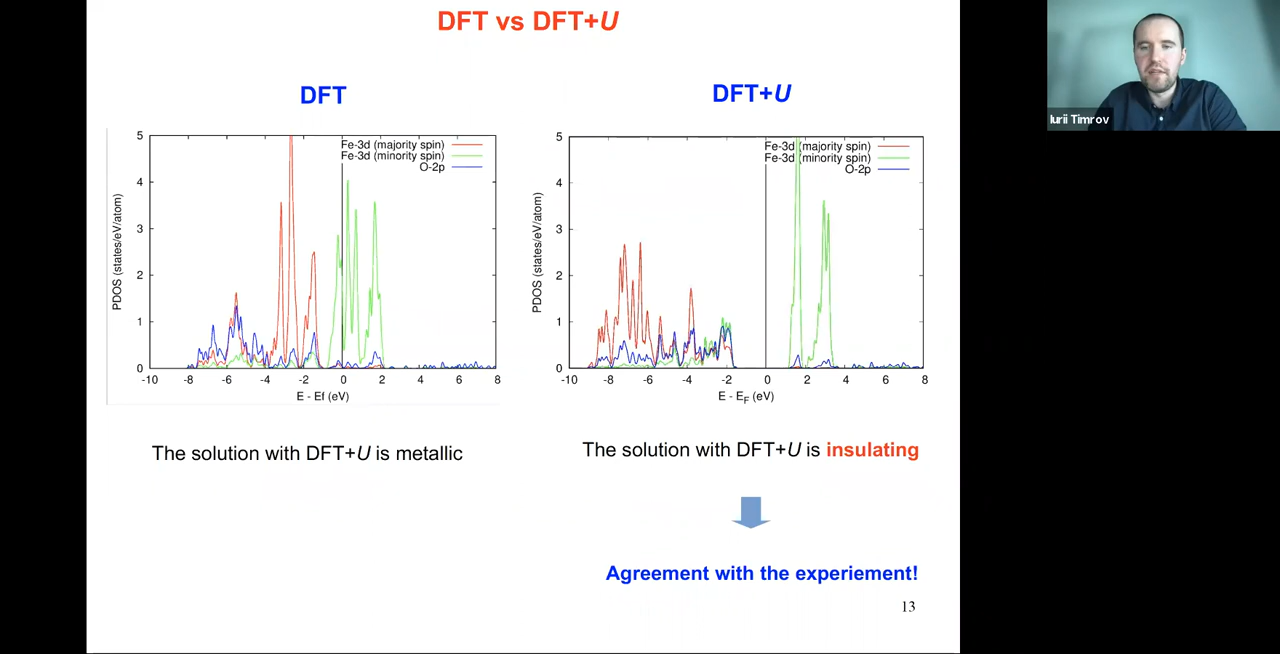 DFT vs DFT+U
DFT
DFT+U
Fe-3d (majority spin)
Fe-3d (minority spin)
O-2p
5
4
3
2
1
0
PDOS (states/eV/atom)
-10 -8 -6 -4 -2 0 2 4 6 8
E - Ef (eV)
Fe-3d (majority spin)
Fe-3d (minority spin)
O-2p
5
4
3
2
1
0
PDOS (states/eV/atom)
-10 -8 -6 -4 -2 0 2 4 6 8
E - EF (eV)
The solution with DFT+U is metallic
The solution with DFT+U is insulating
Agreement with the experiement!
13
Iurii Timrov